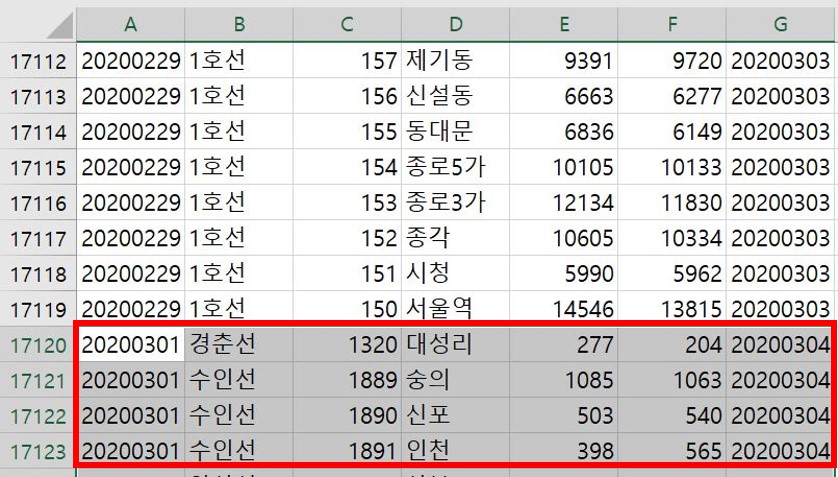 A B C D E F G
17112 20200229 1호선 157 제기동 9391 9720 20200303
17113 20200229 1호선 156 신설동 6663 6277 20200303
17114 20200229 1호선 155 동대문 6836 6149 20200303
17115 20200229 1호선 154 종로5가 10105 10133 20200303
17116 20200229 1호선 153 종로3가 12134 11830 20200303
17117 20200229 1호선 152 종각 10605 10334 20200303
17118 20200229 1호선 151 시청 5990 5962 20200303
17119 20200229 1호선 150 서울역 14546 13815 20200303
17120 20200301 경춘선 1320 대성리 277 204 20200304
17121 20200301 수인선 1889 숭의 1085 1063 20200304
17122 20200301 수인선 1890 신포 503 540 20200304
17123 20200301 수인선 1891 인천 398 565 20200304